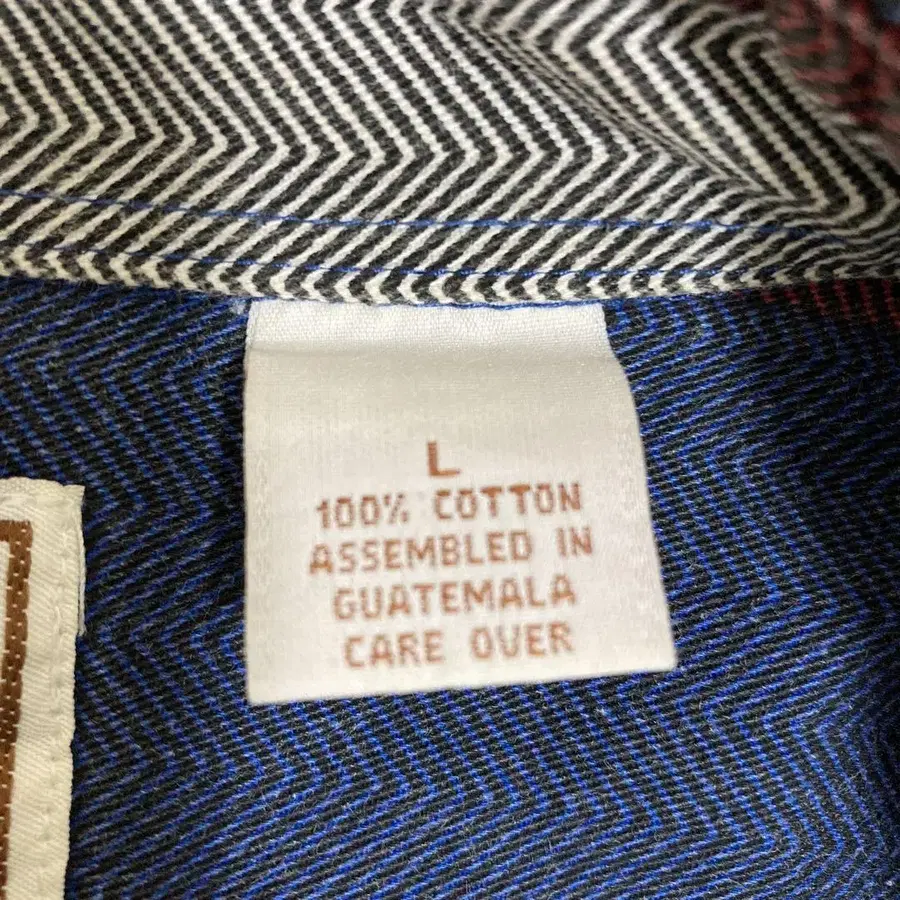 L
100% COTTON
ASSEMBLED IN
GUATEMALA
CARE OVER